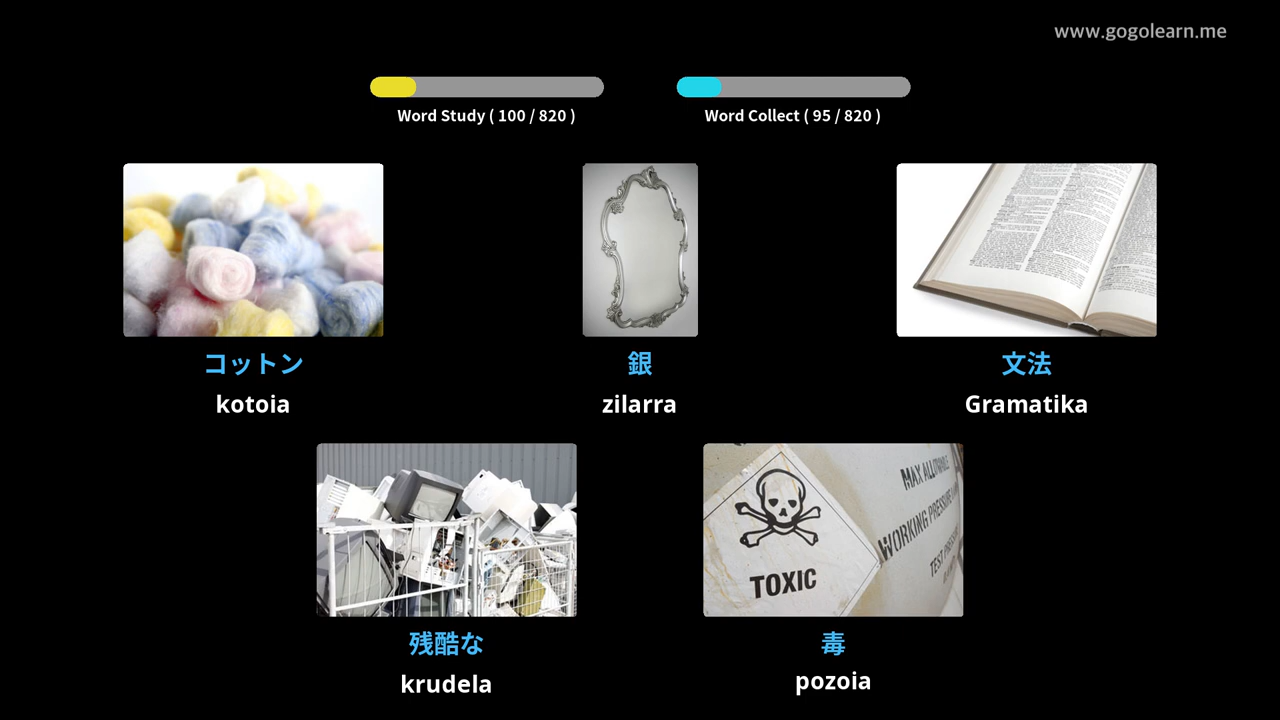 www.gogolearn.me
Word Study ( 100 / 820 )
Word Collect ( 95 / 820 )
コットン
銀
文法
kotoia
zilarra
Gramatika
MAX ALLOWABLE
WORKING PRESSURE
TEST PRESSURE
TOXIC
残酷な
毒
krudela
pozoia